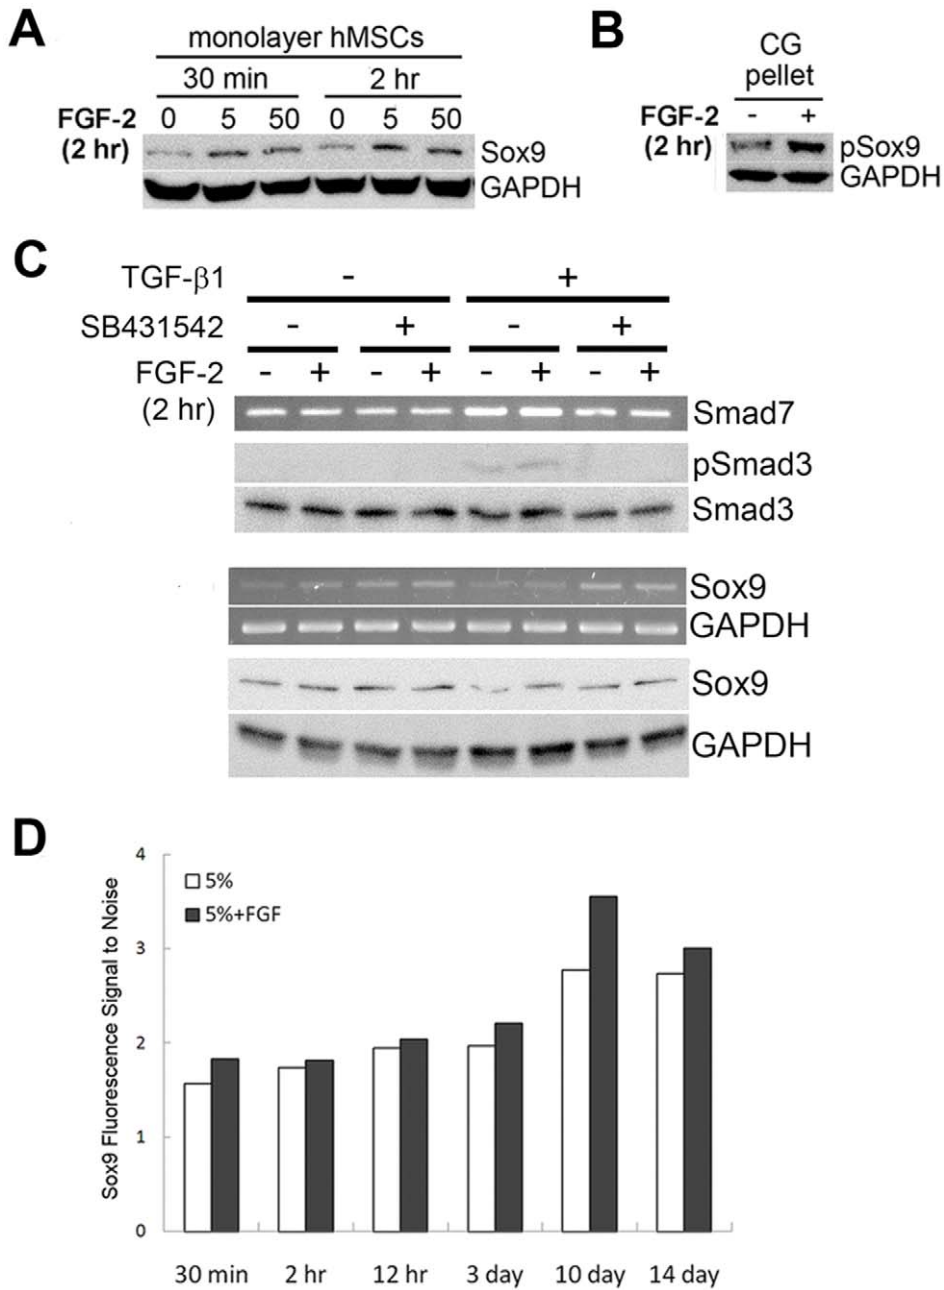 A
monolayer hMSCs
30 min 2 hr
FGF-2 0 5 50 0 5 50
(2 hr) Sox9
GAPDH
B
CG
pellet
FGF-2 - +
(2 hr) pSox9
GAPDH
C
TGF-β1 - +
SB431542 - + - +
FGF-2 - + - + - + - +
(2 hr) Smad7
pSmad3
Smad3
Sox9
GAPDH
Sox9
GAPDH
D
Sox9 Fluorescence Signal to Noise
4
3
2
1
0
5%
5%+FGF
30 min 2 hr 12 hr 3 day 10 day 14 day